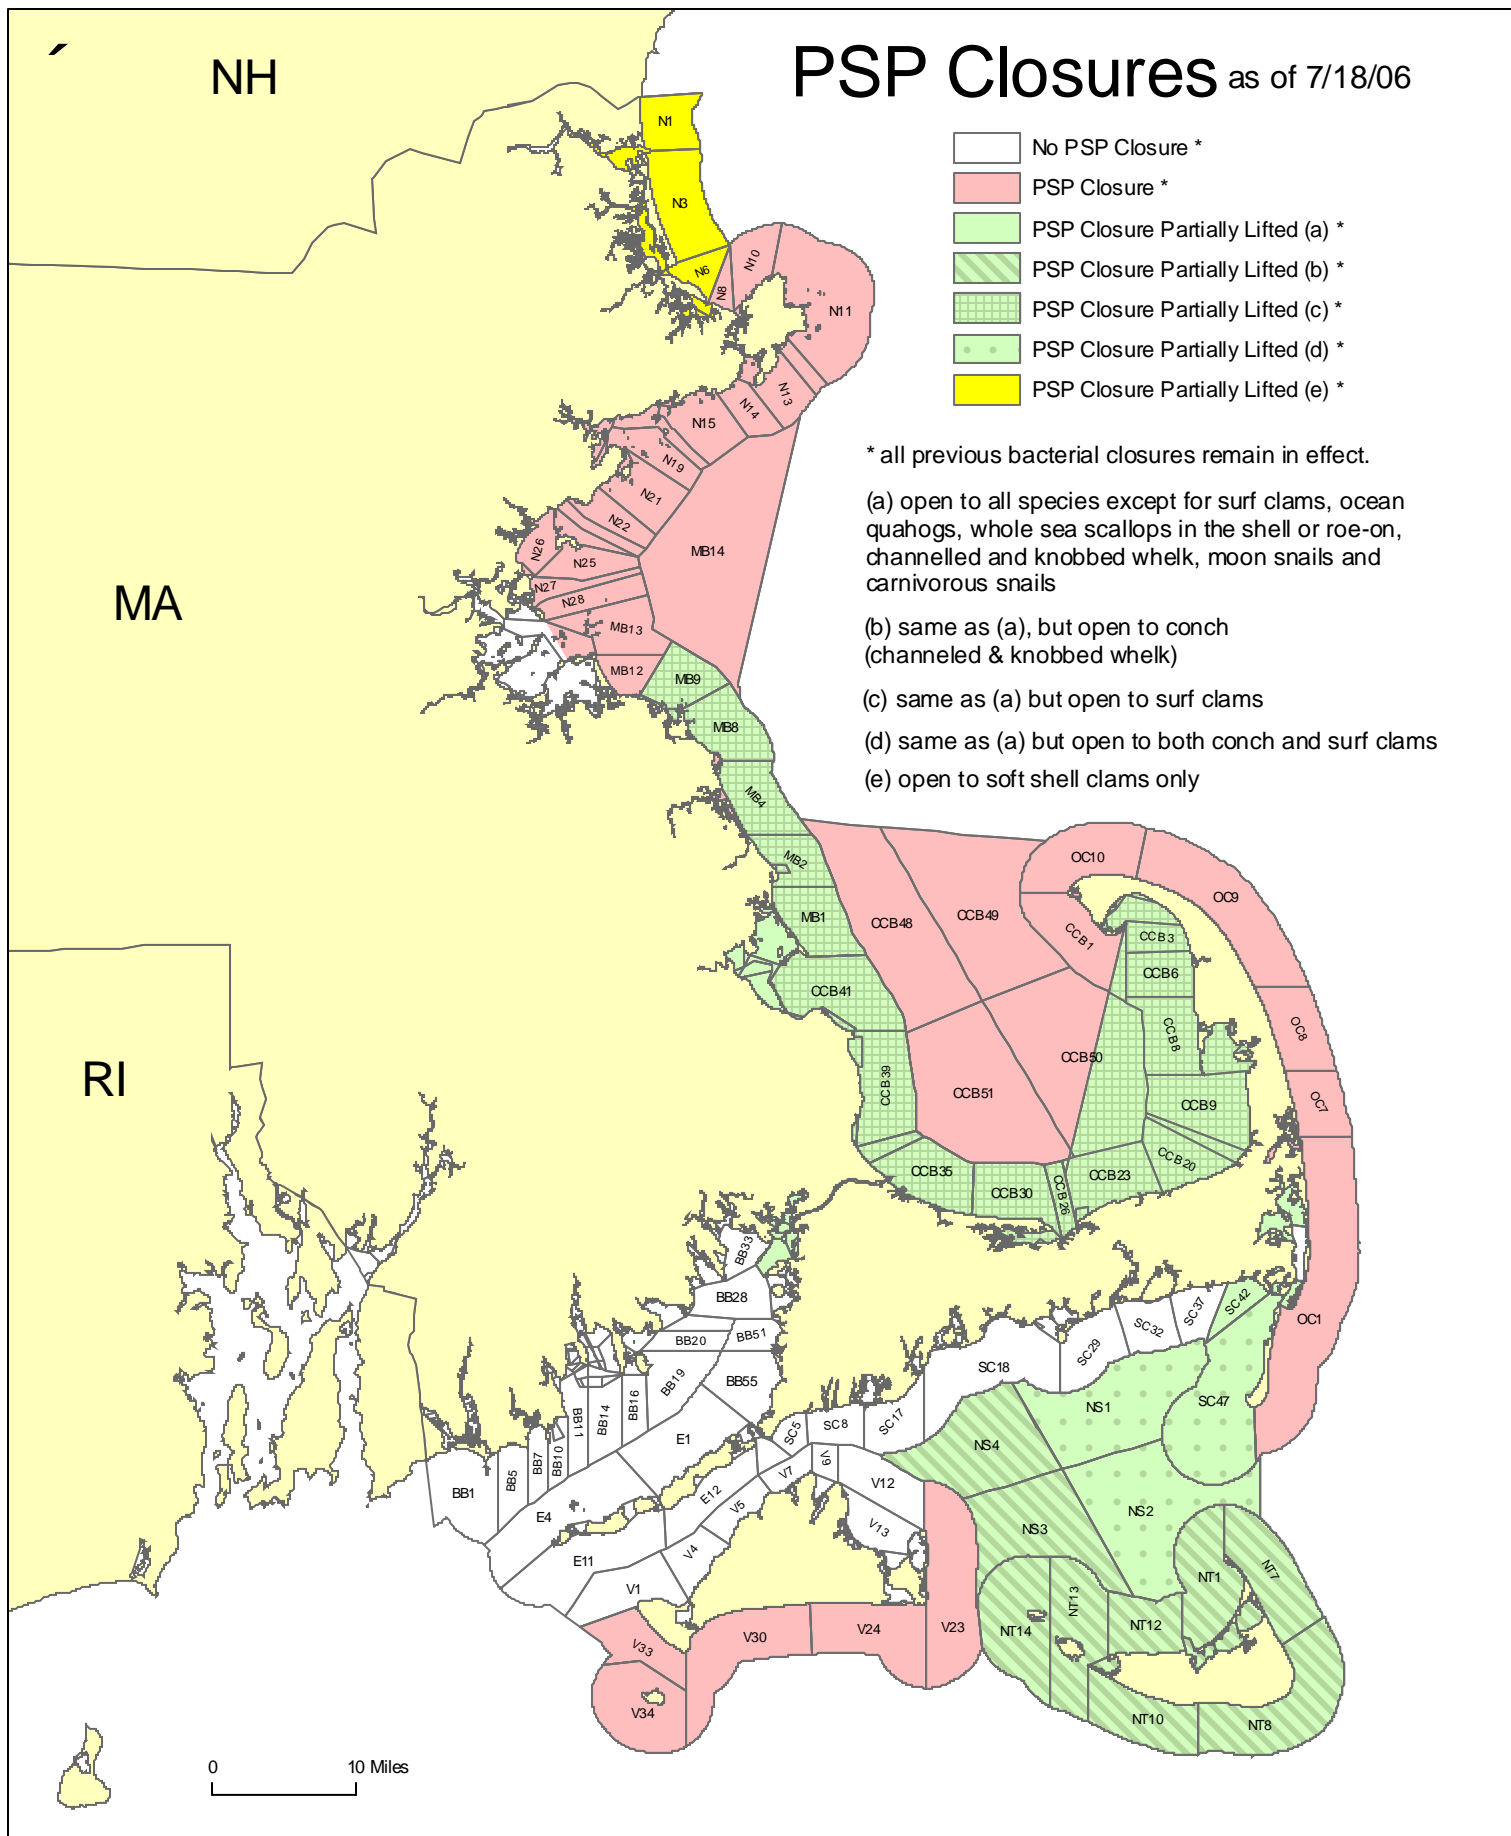 PSP Closures as of 7/18/06
NH
MA
RI
No PSP Closure *
PSP Closure *
PSP Closure Partially Lifted (a) *
PSP Closure Partially Lifted (b) *
PSP Closure Partially Lifted (c) *
PSP Closure Partially Lifted (d) *
PSP Closure Partially Lifted (e) *
* all previous bacterial closures remain in effect.
(a) open to all species except for surf clams, ocean
quahogs, whole sea scallops in the shell or roe-on,
channelled and knobbed whelk, moon snails and
carnivorous snails
(b) same as (a), but open to conch
(channeled & knobbed whelk)
(c) same as (a) but open to surf clams
(d) same as (a) but open to both conch and surf clams
(e) open to soft shell clams only
N1
N3
N6
N8
N10
N11
N13
N14
N15
N19
N21
N22
N26
N25
N27
N28
MB14
MB13
MB12
MB9
MB8
MB4
MB2
MB1
CCB48
CCB49
CCB1
OC10
OC9
CCB3
CCB6
CCB8
CCB41
CCB39
CCB50
CCB51
CCB9
CCB20
CCB23
CCB26
CCB30
CCB35
OC8
OC7
OC1
BB33
BB28
BB20
BB51
BB19
BB55
BB16
BB14
BB11
BB10
BB7
BB5
BB1
E1
E4
E11
E12
SC5
SC8
SC17
SC18
SC29
SC32
SC37
SC42
SC47
NS1
NS4
NS3
NS2
V7
V9
V12
V13
V5
V4
V1
V33
V34
V30
V24
V23
NT14
NT13
NT12
NT1
NT7
NT10
NT8
0 10 Miles